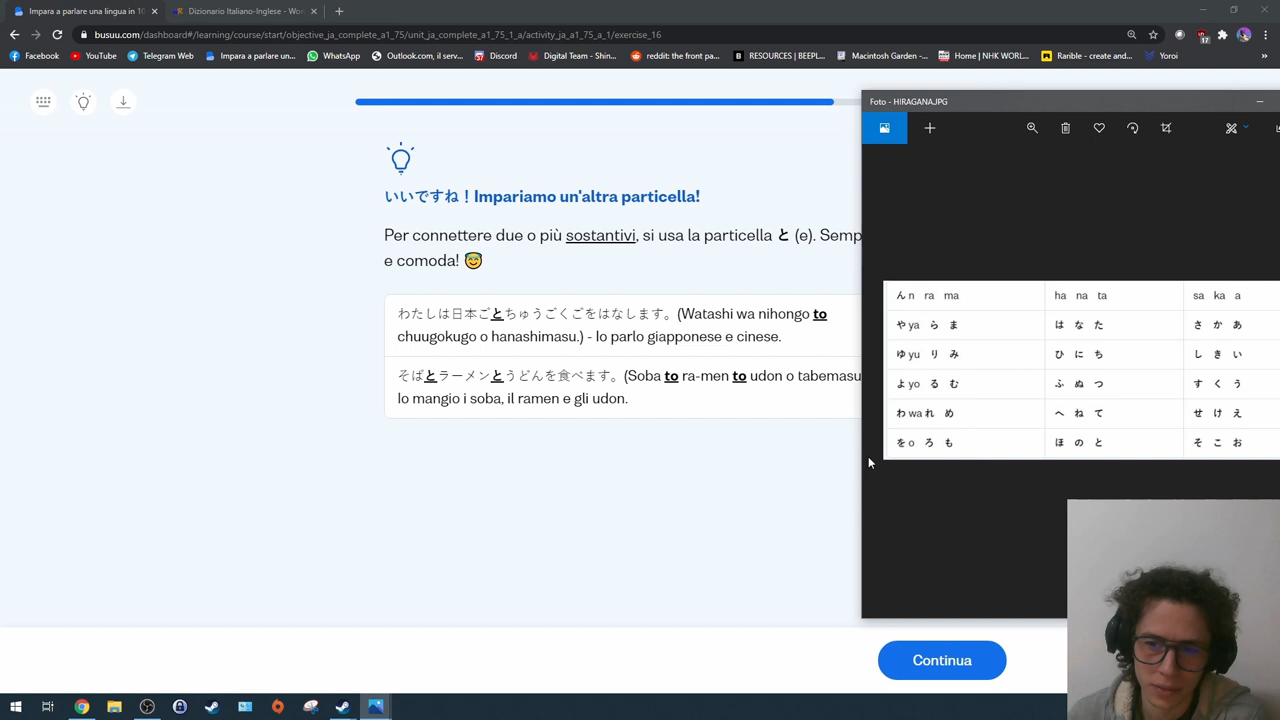 Impara a parlare una lingua in 10
Dizionario Italiano-Inglese - Wor
busuu.com/dashboard#/learning/course/start/objective_ja_complete_a1_75/unit_ja_complete_a1_75_1_a/activity_ja_a1_75_a_1/exercise_16
17
Facebook YouTube Telegram Web Impara a parlare un... WhatsApp Outlook.com, il serv... Discord Digital Team - Shin... reddit: the front pa... RESOURCES | BEEPL... Macintosh Garden -... Home | NHK WORL... Rarible - create and... Yoroi »
いいですね！Impariamo un'altra particella!
Per connettere due o più sostantivi, si usa la particella と (e). Semp
e comoda! 😇
わたしは日本ごとちゅうごくごをはなします。(Watashi wa nihongo to
chuugokugo o hanashimasu.) - Io parlo giapponese e cinese.
そばとラーメンとうどんを食べます。(Soba to ra-men to udon o tabemasu
Io mangio i soba, il ramen e gli udon.
Continua
Foto - HIRAGANA.JPG
ん n ra ma ha na ta sa ka a
や ya ら ま は な た さ か あ
ゆ yu り み ひ に ち し き い
よ yo る む ふ ぬ つ す く う
わ wa れ め へ ね て せ け え
を o ろ も ほ の と そ こ お